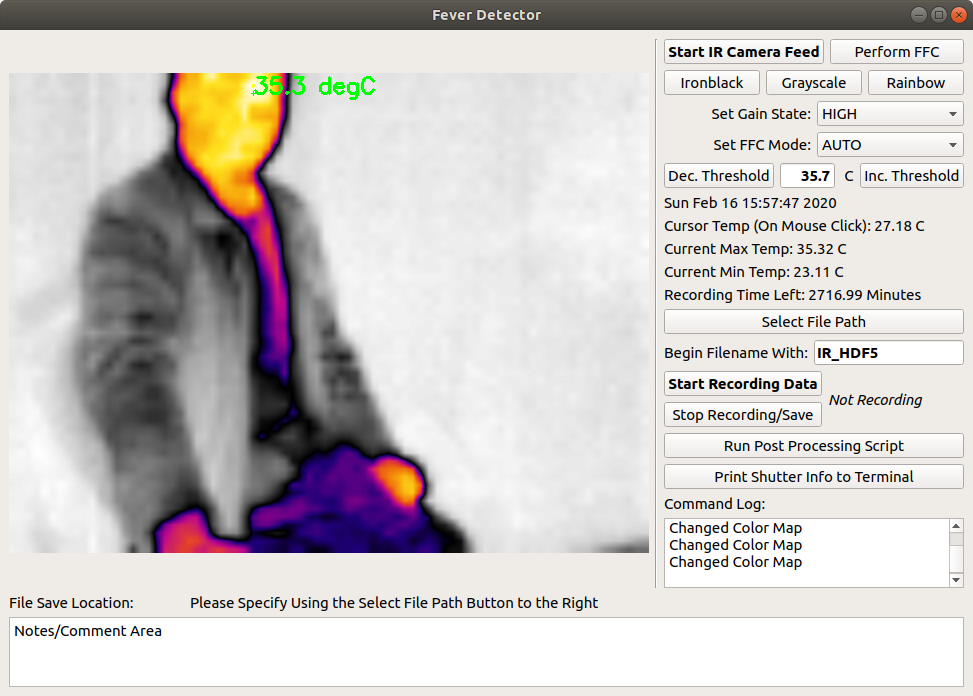 Fever Detector
35.3 degC
Start IR Camera Feed
Perform FFC
Ironblack
Grayscale
Rainbow
Set Gain State:
HIGH
Set FFC Mode:
AUTO
Dec. Threshold
35.7
C
Inc. Threshold
Sun Feb 16 15:57:47 2020
Cursor Temp (On Mouse Click): 27.18 C
Current Max Temp: 35.32 C
Current Min Temp: 23.11 C
Recording Time Left: 2716.99 Minutes
Select File Path
Begin Filename With:
IR_HDF5
Start Recording Data
Not Recording
Stop Recording/Save
Run Post Processing Script
Print Shutter Info to Terminal
Command Log:
Changed Color Map
Changed Color Map
Changed Color Map
File Save Location:
Please Specify Using the Select File Path Button to the Right
Notes/Comment Area